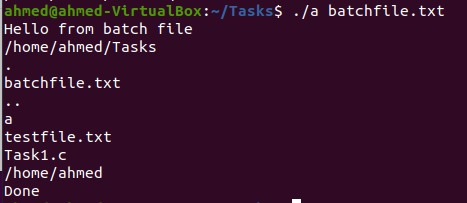 ahmed@ahmed-VirtualBox:~/Tasks$ ./a batchfile.txt
Hello from batch file
/home/ahmed/Tasks
.
batchfile.txt
..
a
testfile.txt
Task1.c
/home/ahmed
Done